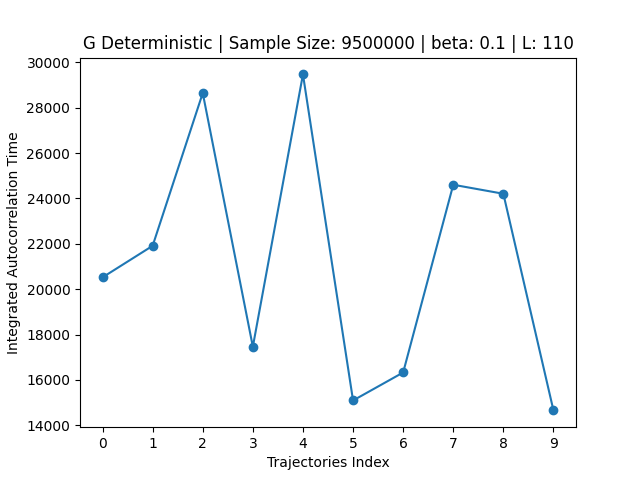 G Deterministic | Sample Size: 9500000 | beta: 0.1 | L: 110
Integrated Autocorrelation Time
30000
28000
26000
24000
22000
20000
18000
16000
14000
0 1 2 3 4 5 6 7 8 9
Trajectories Index